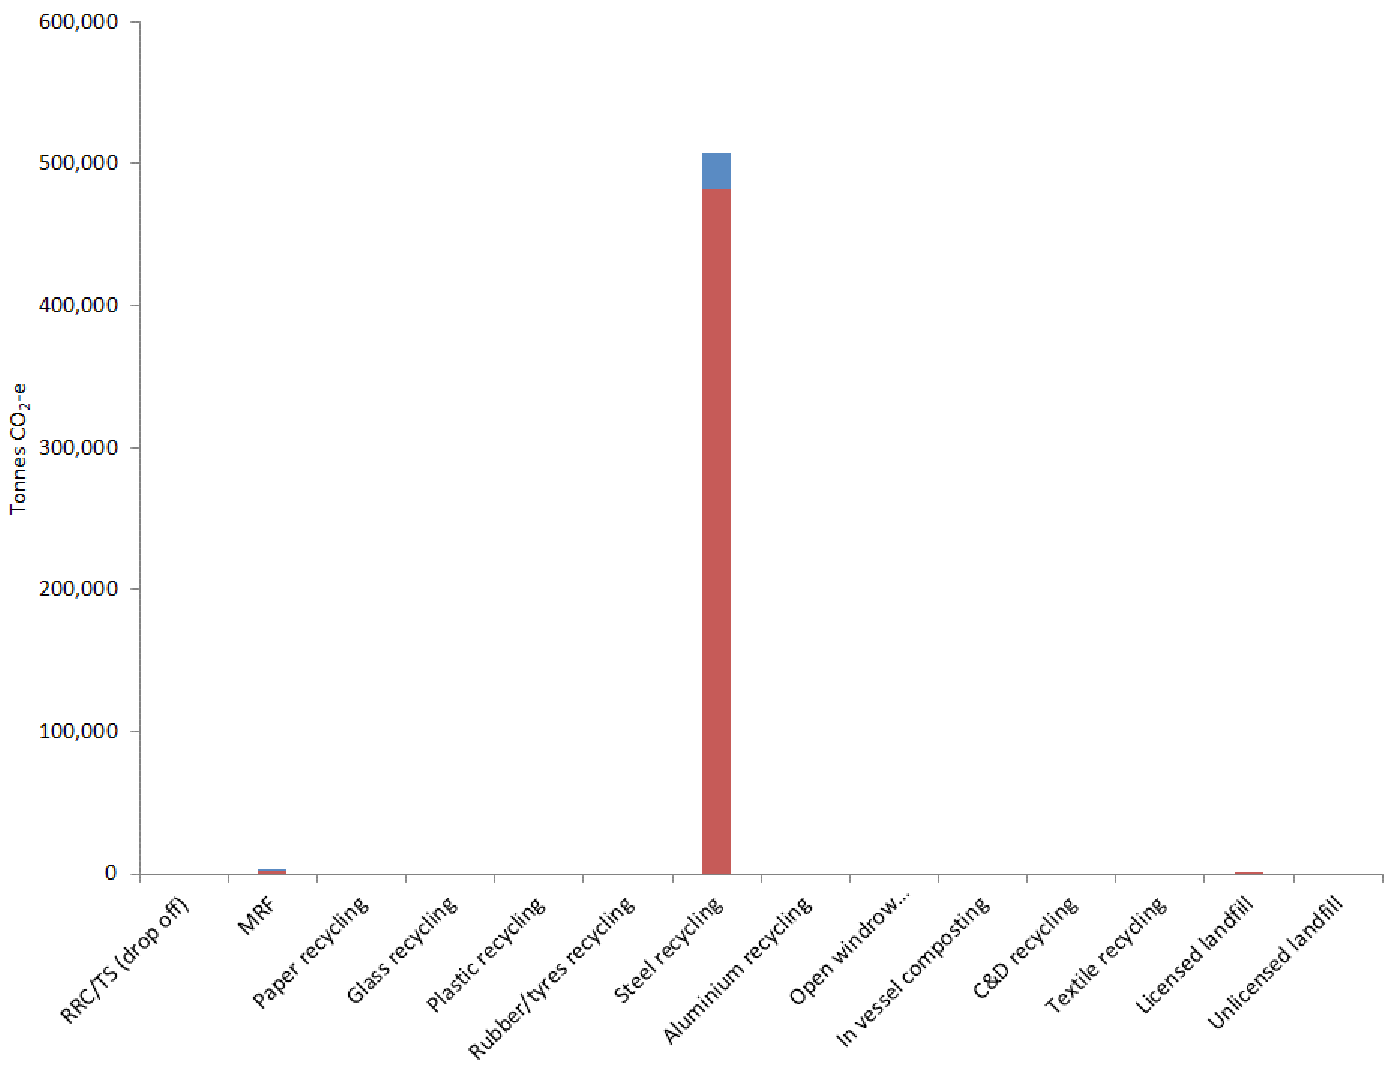 600,000
500,000
400,000
300,000
200,000
100,000
0
Tonnes CO₂-e
RRC/TS (drop off)
MRF
Paper recycling
Glass recycling
Plastic recycling
Rubber/tyres recycling
Steel recycling
Aluminium recycling
Open windrow...
In vessel composting
C&D recycling
Textile recycling
Licensed landfill
Unlicensed landfill